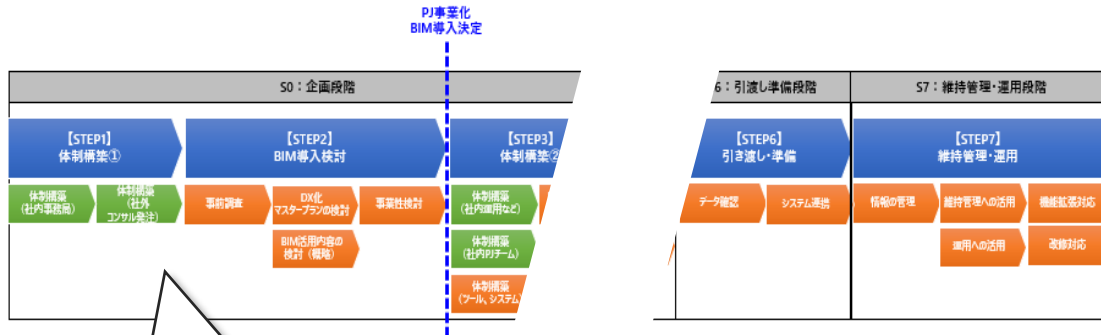 PJ事業化
BIM導入決定
S0：企画段階
6：引渡し準備段階
S7：維持管理・運用段階
【STEP1】
体制構築①
【STEP2】
BIM導入検討
【STEP3】
体制構築②
【STEP6】
引き渡し・準備
【STEP7】
維持管理・運用
体制構築
（社内事務局）
体制構築
（社外
コンサル発注）
事前調査
DX化
マスタープランの検討
事業性検討
体制構築
（社内運用など）
データ確認
システム連携
情報の管理
維持管理への活用
機能拡張対応
BIM活用内容の
検討（概略）
体制構築
（社内PJチーム）
運用への活用
改修対応
体制構築
（ツール、システム